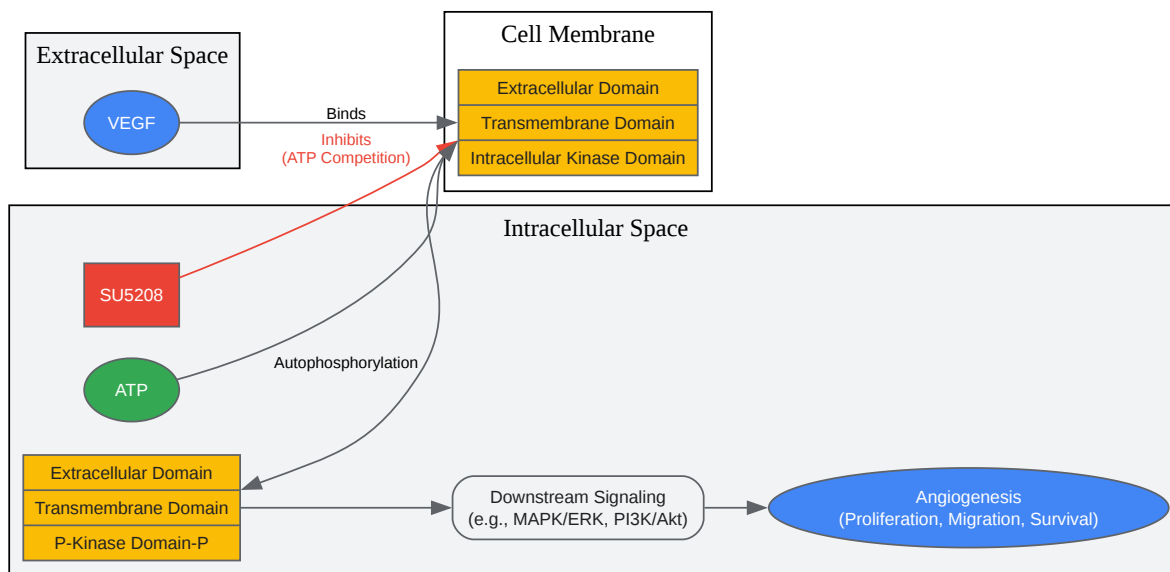 Cell Membrane
Extracellular Space
Extracellular Domain
VEGF
Binds
Transmembrane Domain
Inhibits
(ATP Competition)
Intracellular Kinase Domain
Intracellular Space
SU5208
Autophosphorylation
ATP
Extracellular Domain
Transmembrane Domain
P-Kinase Domain-P
Downstream Signaling
(e.g., MAPK/ERK, PI3K/Akt)
Angiogenesis
(Proliferation, Migration, Survival)